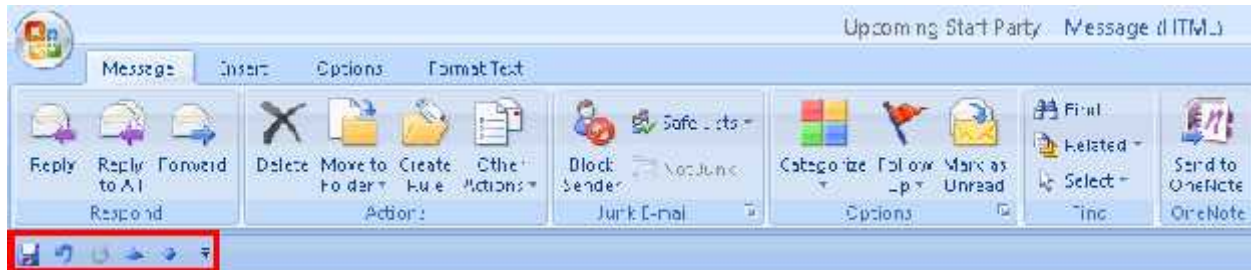 Upcoming Start Party Message (HTML)
Message Insert Options Format Text
Reply Reply to All Forward Delete Move to Folder Create Rule Other Actions Block Sender Safe Lists Not Junk Categorize Follow Up Mark as Unread Find Related Select Send to OneNote
Respond Actions Junk E-mail Options Find OneNote